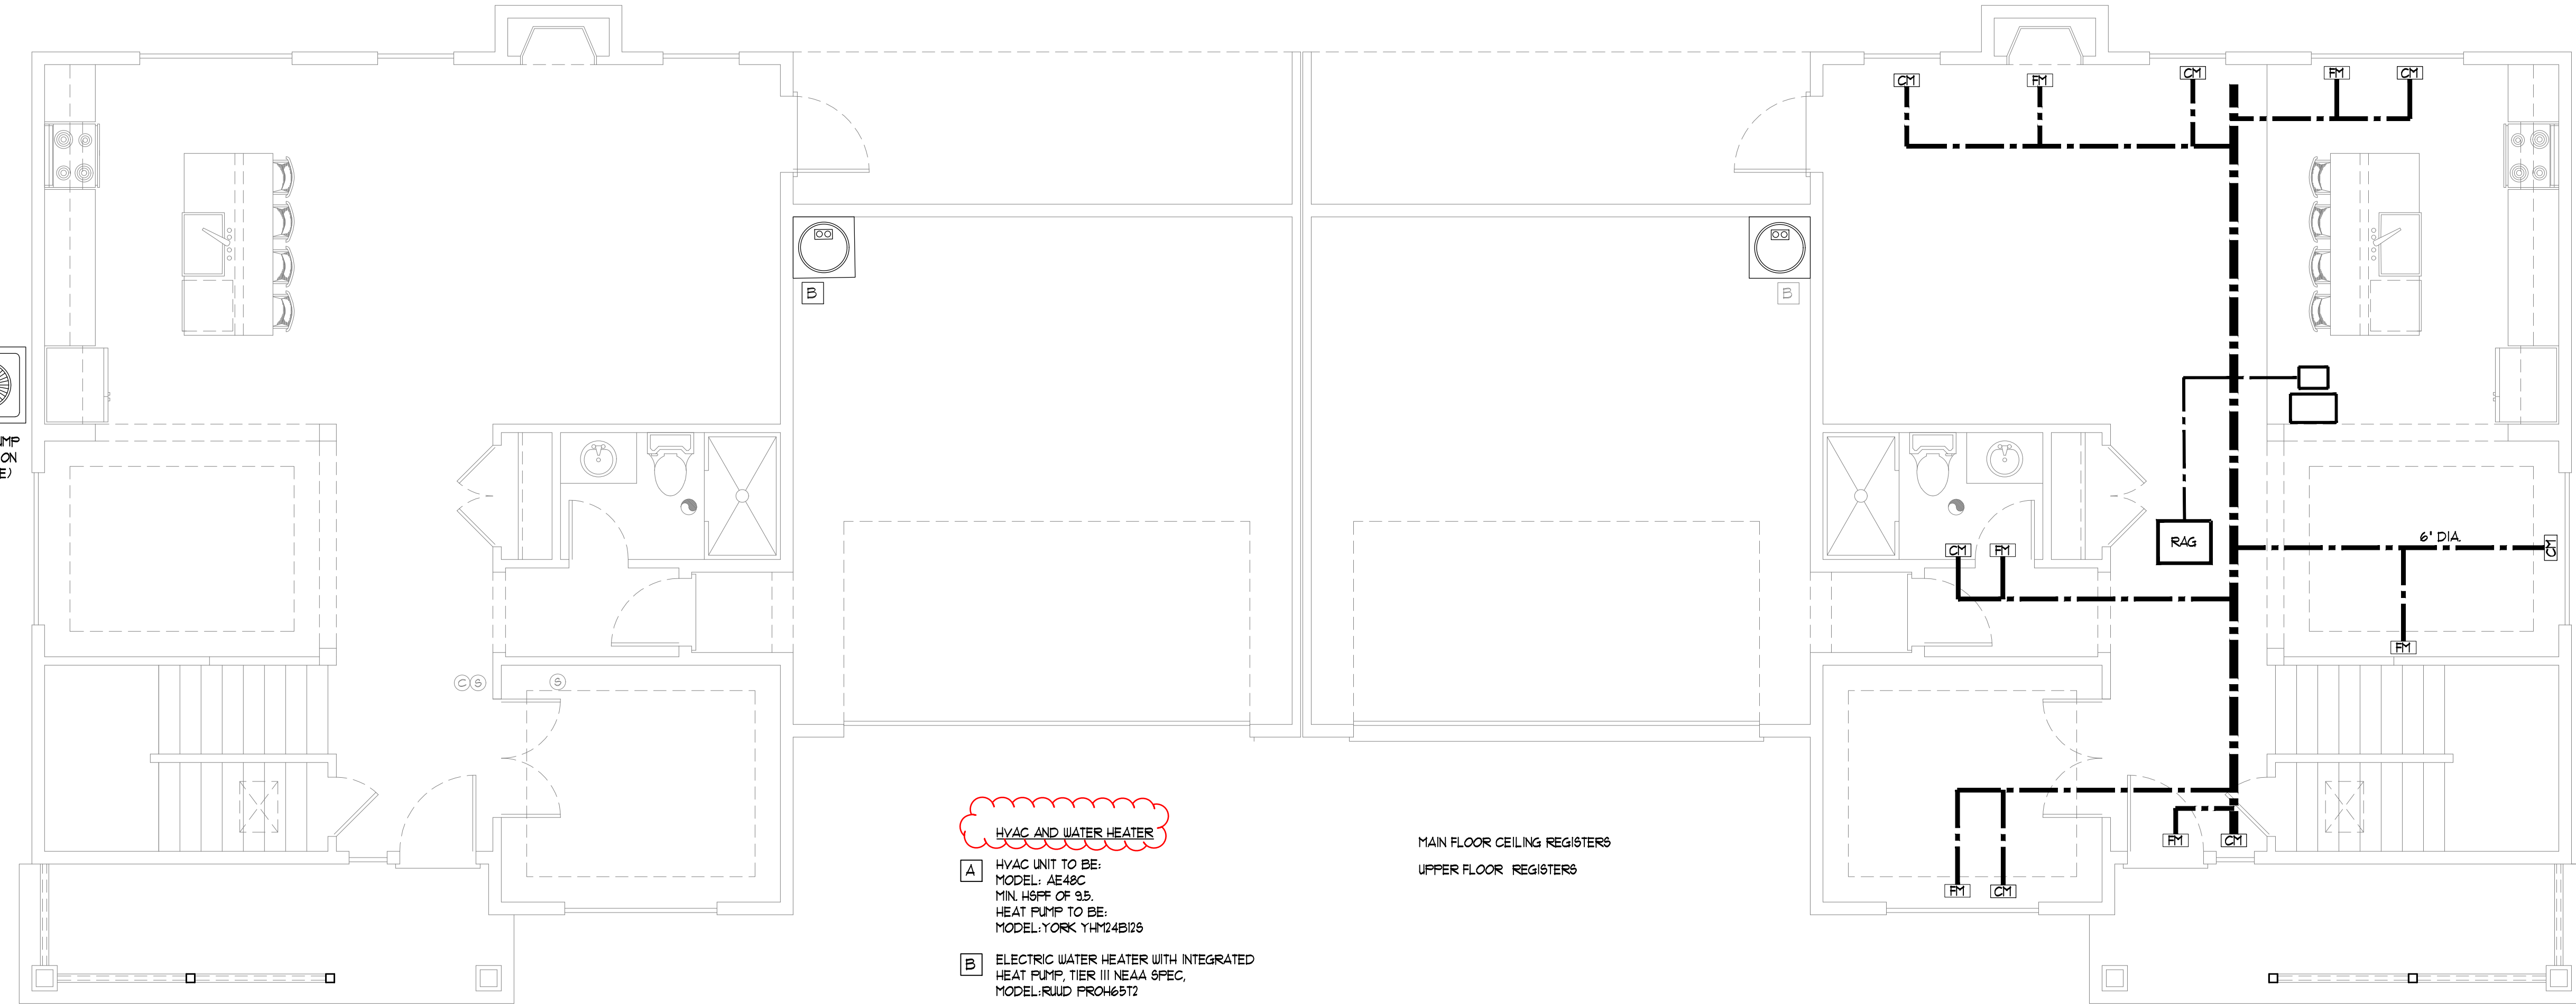 CM
FM
CM
FM
CM
B
B
MP
ON
E)
6" DIA.
RAG
CM
CM
FM
FM
C S
S
HVAC AND WATER HEATER
MAIN FLOOR CEILING REGISTERS
FM
CM
A
HVAC UNIT TO BE:
UPPER FLOOR REGISTERS
MODEL: AE48C
MIN. HSPF OF 9.5.
FM
CM
HEAT PUMP TO BE:
MODEL:YORK YHM24B12S
B
ELECTRIC WATER HEATER WITH INTEGRATED
HEAT PUMP, TIER III NEAA SPEC,
MODEL:RUUD PROH65T2